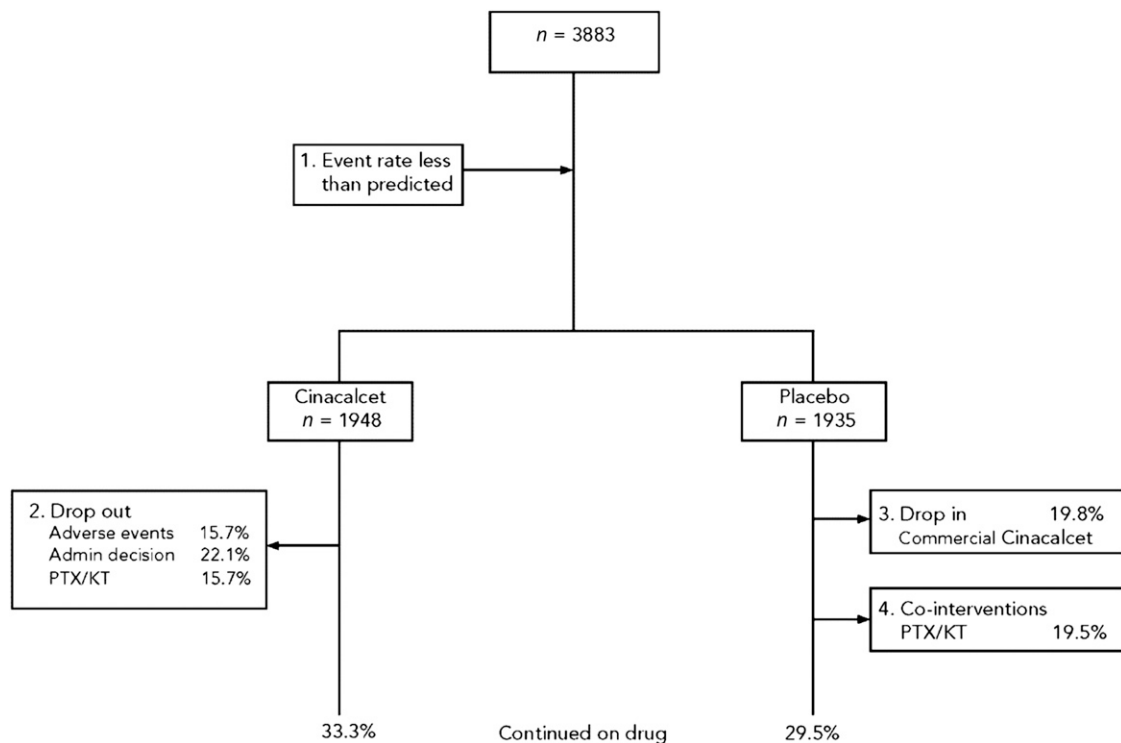 n = 3883
1. Event rate less
than predicted
Cinacalcet
n = 1948
Placebo
n = 1935
2. Drop out
Adverse events 15.7%
Admin decision 22.1%
PTX/KT 15.7%
3. Drop in 19.8%
Commercial Cinacalcet
4. Co-interventions
PTX/KT 19.5%
33.3% Continued on drug 29.5%